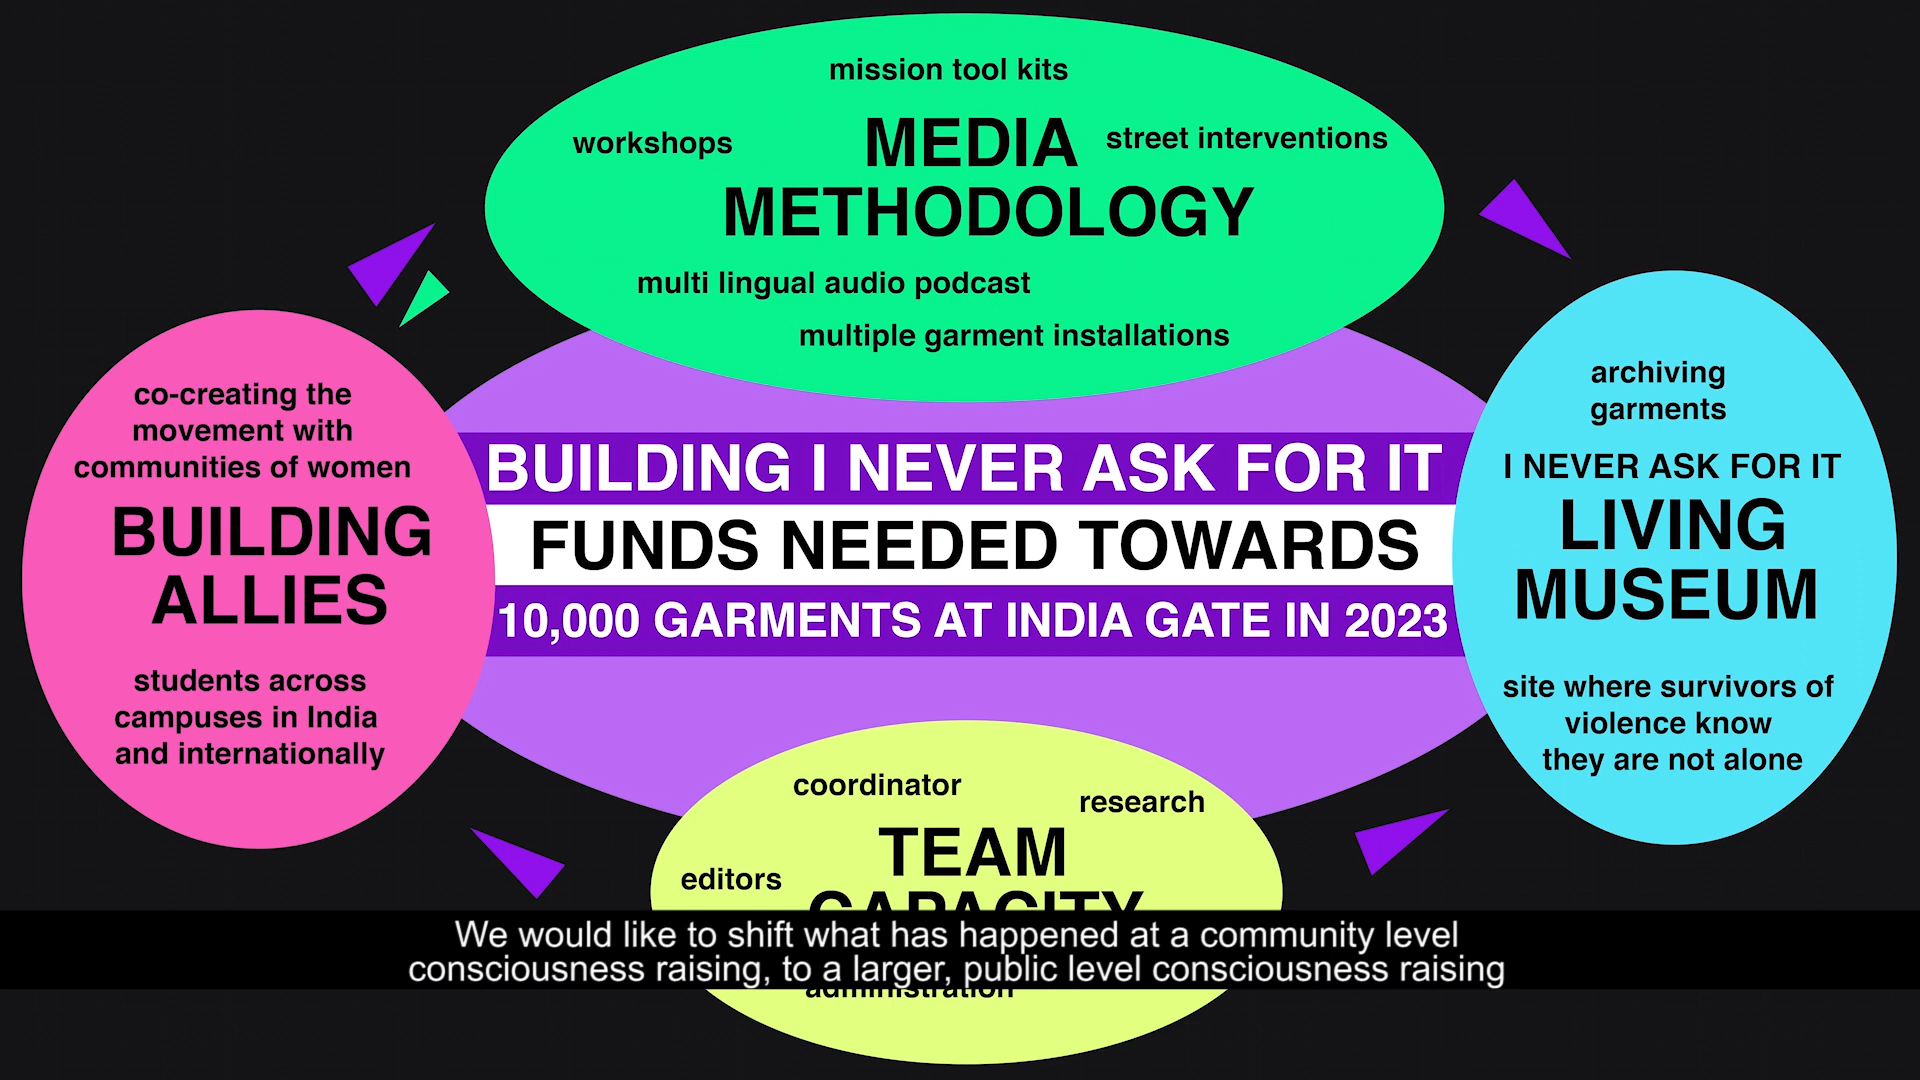 mission tool kits
workshops
MEDIA
METHODOLOGY
street interventions
multi lingual audio podcast
multiple garment installations
co-creating the
movement with
communities of women
BUILDING
ALLIES
students across
campuses in India
and internationally
BUILDING I NEVER ASK FOR IT
FUNDS NEEDED TOWARDS
10,000 GARMENTS AT INDIA GATE IN 2023
archiving
garments
I NEVER ASK FOR IT
LIVING
MUSEUM
site where survivors of
violence know
they are not alone
coordinator
research
editors
TEAM
CAPACITY
We would like to shift what has happened at a community level
consciousness raising, to a larger, public level consciousness raising
administration